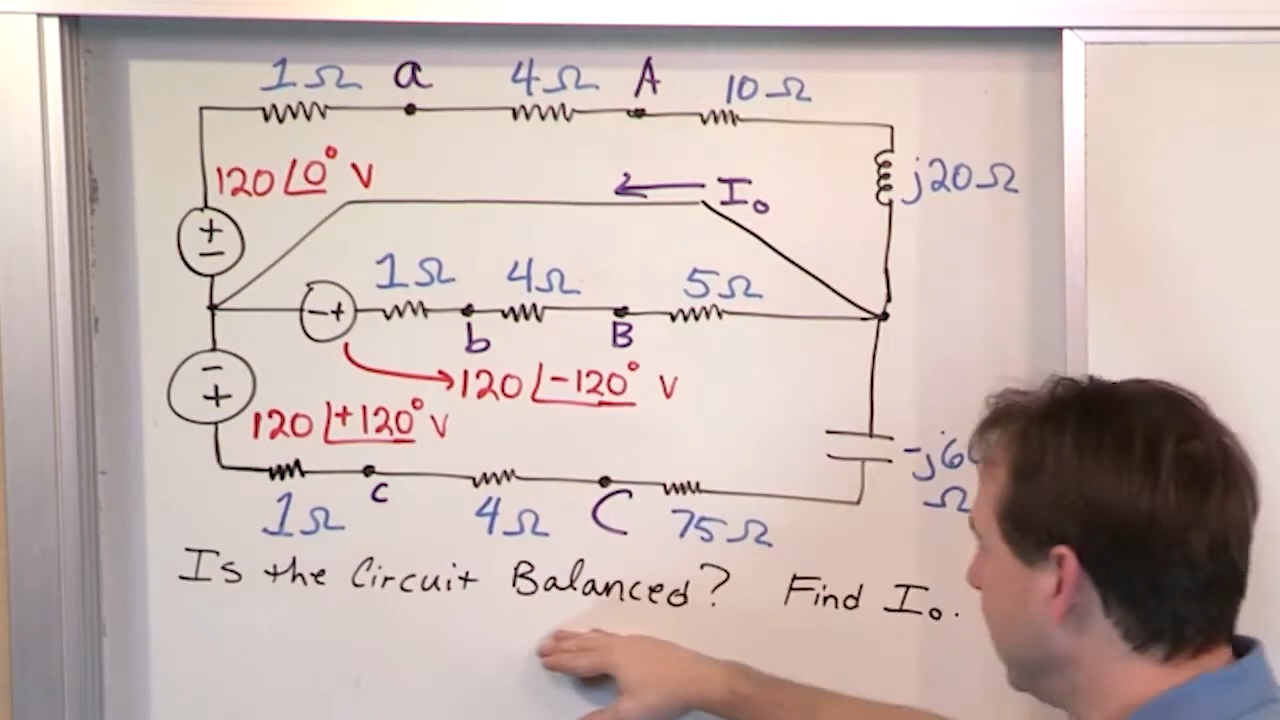 1Ω a 4Ω A 10Ω
120∠0° V
j20Ω
I₀
+
−
1Ω 4Ω 5Ω
−+
b B
120∠−120° V
−
+
120∠+120° V
-j6
Ω
c C
1Ω 4Ω 75Ω
Is the Circuit Balanced? Find I₀.